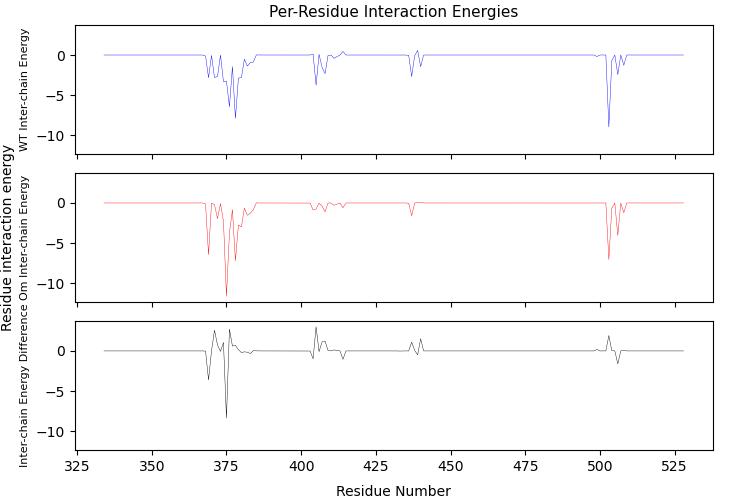 Per-Residue Interaction Energies
WT Inter-chain Energy
0
−5
−10
Residue interaction energy
Om Inter-chain Energy
0
−5
−10
Inter-chain Energy Difference
0
−5
−10
325 350 375 400 425 450 475 500 525
Residue Number